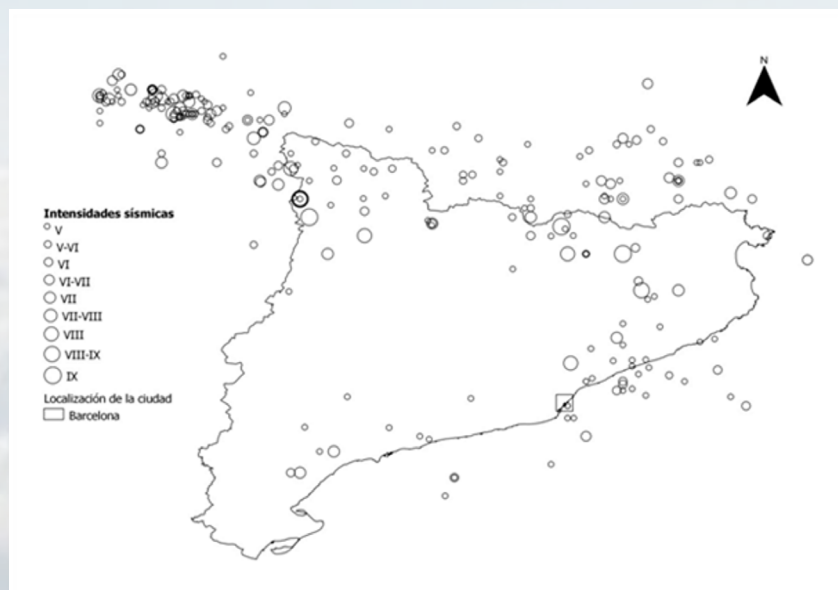 N
Intensidades sísmicas
V
V-VI
VI
VI-VII
VII
VII-VIII
VIII
VIII-IX
IX
Localización de la ciudad
Barcelona